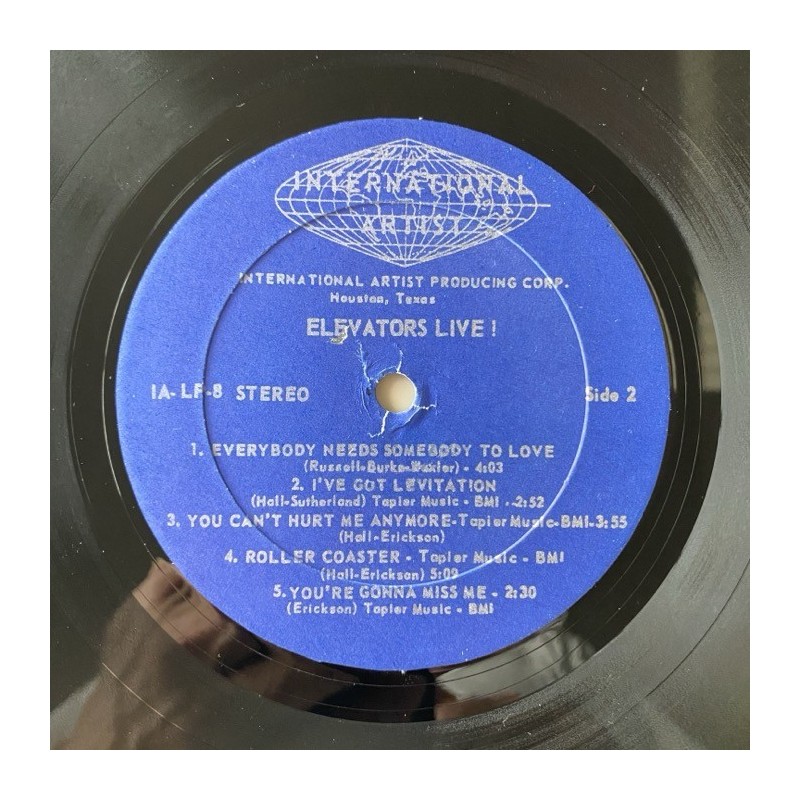 INTERNATIONAL
ARTIST
INTERNATIONAL ARTIST PRODUCING CORP.
Houston, Texas
ELEVATORS LIVE !
IA-LP-8 STEREO
Side 2
1. EVERYBODY NEEDS SOMEBODY TO LOVE
(Russell-Burke-Wexler) - 4:03
2. I'VE GOT LEVITATION
(Hall-Sutherland) Tapier Music - BMI - 2:52
3. YOU CAN'T HURT ME ANYMORE-Tapier Music-BMI-3:55
(Hall-Erickson)
4. ROLLER COASTER - Tapier Music - BMI
(Hall-Erickson) 5:09
5. YOU'RE GONNA MISS ME - 2:30
(Erickson) Tapier Music - BMI